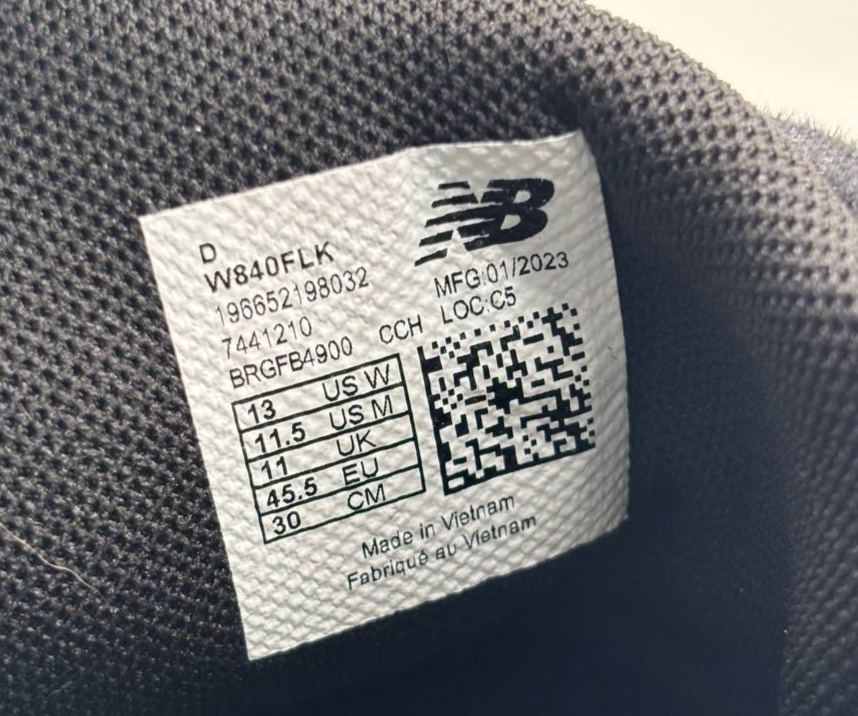 NB
D
W840FLK
196652198032
7441210
BRGFB4900 CCH
MFG:01/2023
LOC:C5
13 US W
11.5 US M
11 UK
45.5 EU
30 CM
Made in Vietnam
Fabriqué au Vietnam